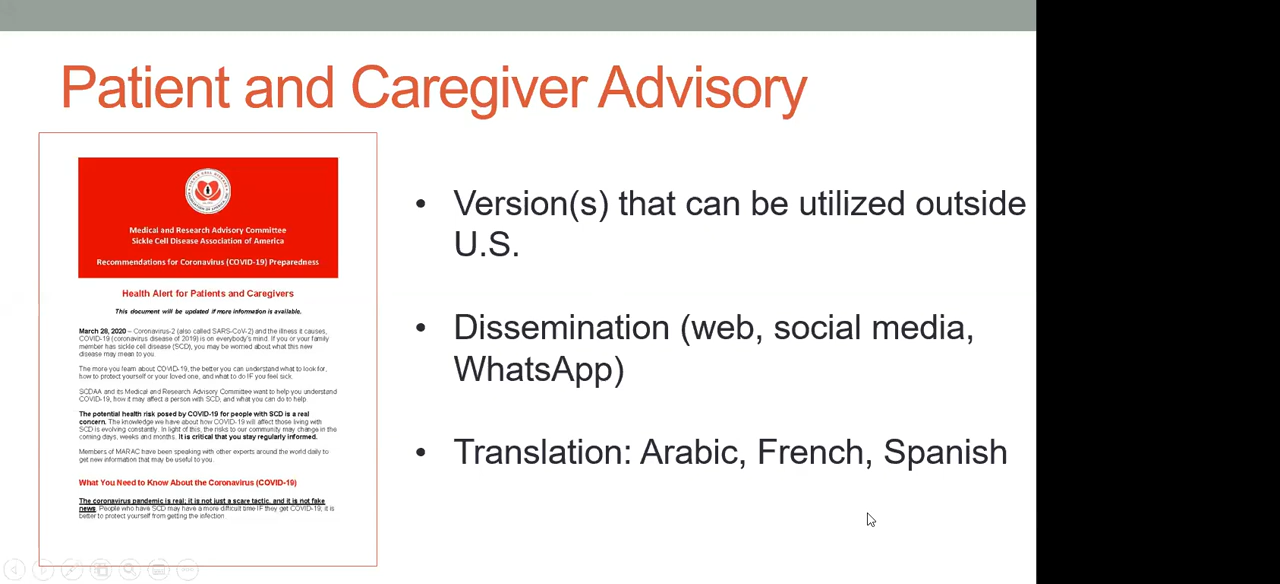 Patient and Caregiver Advisory
Medical and Research Advisory Committee
Sickle Cell Disease Association of America
Recommendations for Coronavirus (COVID-19) Preparedness
Health Alert for Patients and Caregivers
This document will be updated if more information is available.
March 28, 2020 – Coronavirus-2 (also called SARS-CoV-2) and the illness it causes,
COVID-19 (coronavirus disease of 2019) is on everybody's mind. If you or your family
member has sickle cell disease (SCD), you may be worried about what this new
disease may mean to you.
The more you learn about COVID-19, the better you can understand what to look for,
how to protect yourself or your loved one, and what to do IF you feel sick.
SCDAA and its Medical and Research Advisory Committee want to help you understand
COVID-19, how it may affect a person with SCD, and what you can do to help.
The potential health risk posed by COVID-19 for people with SCD is a real
concern. The knowledge we have about how COVID-19 will affect those living with
SCD is evolving constantly. In light of this, the risks to our community may change in the
coming days, weeks and months. It is critical that you stay regularly informed.
Members of MARAC have been speaking with other experts around the world daily to
get new information that may be useful to you.
What You Need to Know About the Coronavirus (COVID-19)
The coronavirus pandemic is real; it is not just a scare tactic, and it is not fake
news. People who have SCD may have a more difficult time IF they get COVID-19, it is
better to protect yourself from getting the infection.
• Version(s) that can be utilized outside
U.S.
• Dissemination (web, social media,
WhatsApp)
• Translation: Arabic, French, Spanish